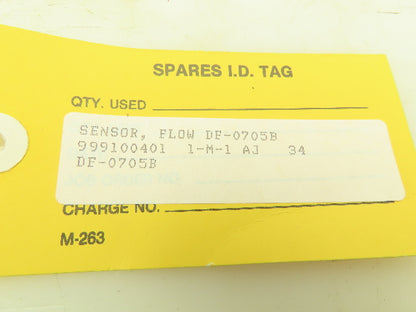 SPARES I.D. TAG
QTY. USED
SENSOR, FLOW DF-0705B
999100401 1-M-1 AJ 34
DF-0705B
CHARGE NO.
M-263